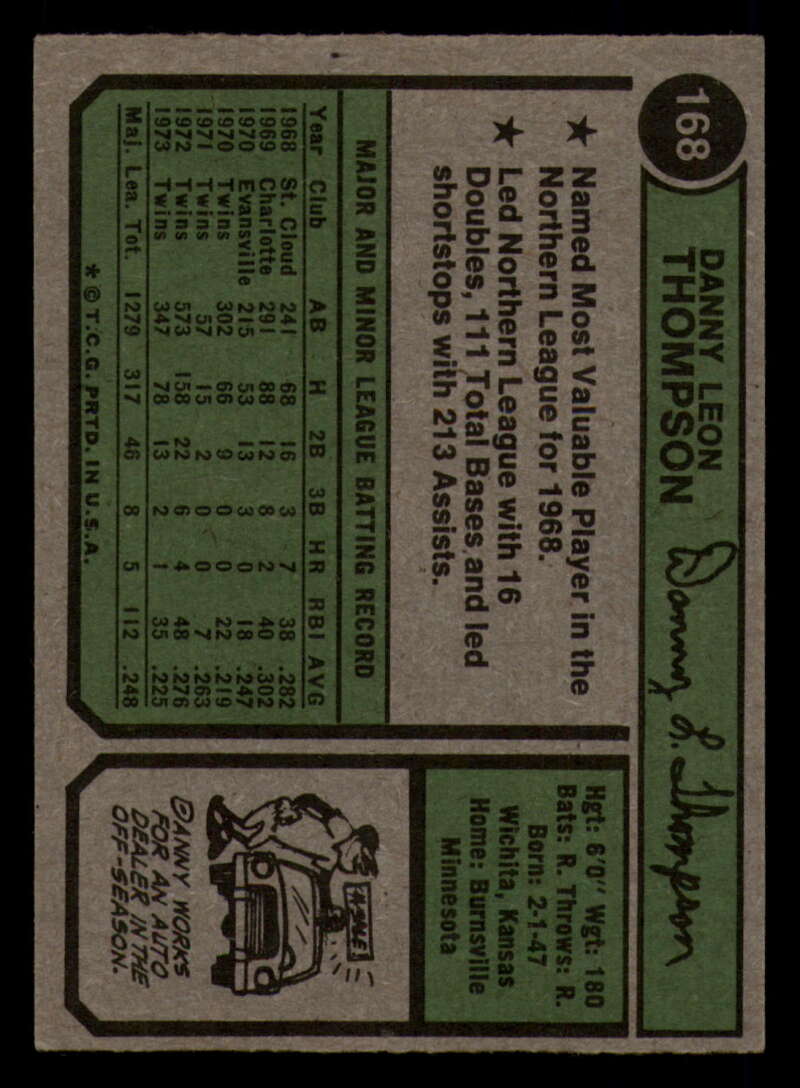 168
DANNY LEON
THOMPSON
Danny L. Thompson
★ Named Most Valuable Player in the
Northern League for 1968.
★ Led Northern League with 16
Doubles, 111 Total Bases and led
shortstops with 213 Assists.
MAJOR AND MINOR LEAGUE BATTING RECORD
Year Club AB H 2B 3B HR RBI AVG
1968 St. Cloud 241 68 16 3 7 38 .282
1969 Charlotte 291 88 12 8 2 40 .302
1970 Evansville 215 53 13 3 0 18 .247
1970 Twins 302 66 9 0 0 22 .219
1971 Twins 57 15 2 0 0 7 .263
1972 Twins 573 158 22 6 4 48 .276
1973 Twins 347 78 13 2 1 35 .225
Maj. Lea. Tot. 1279 317 46 8 5 112 .248
* © T.C.G. PRTD. IN U.S.A.
Hgt: 6'0" Wgt: 180
Bats: R. Throws: R.
Born: 2-1-47
Wichita, Kansas
Home: Burnsville
Minnesota
DANNY WORKS
FOR AN AUTO
DEALER IN THE
OFF-SEASON.